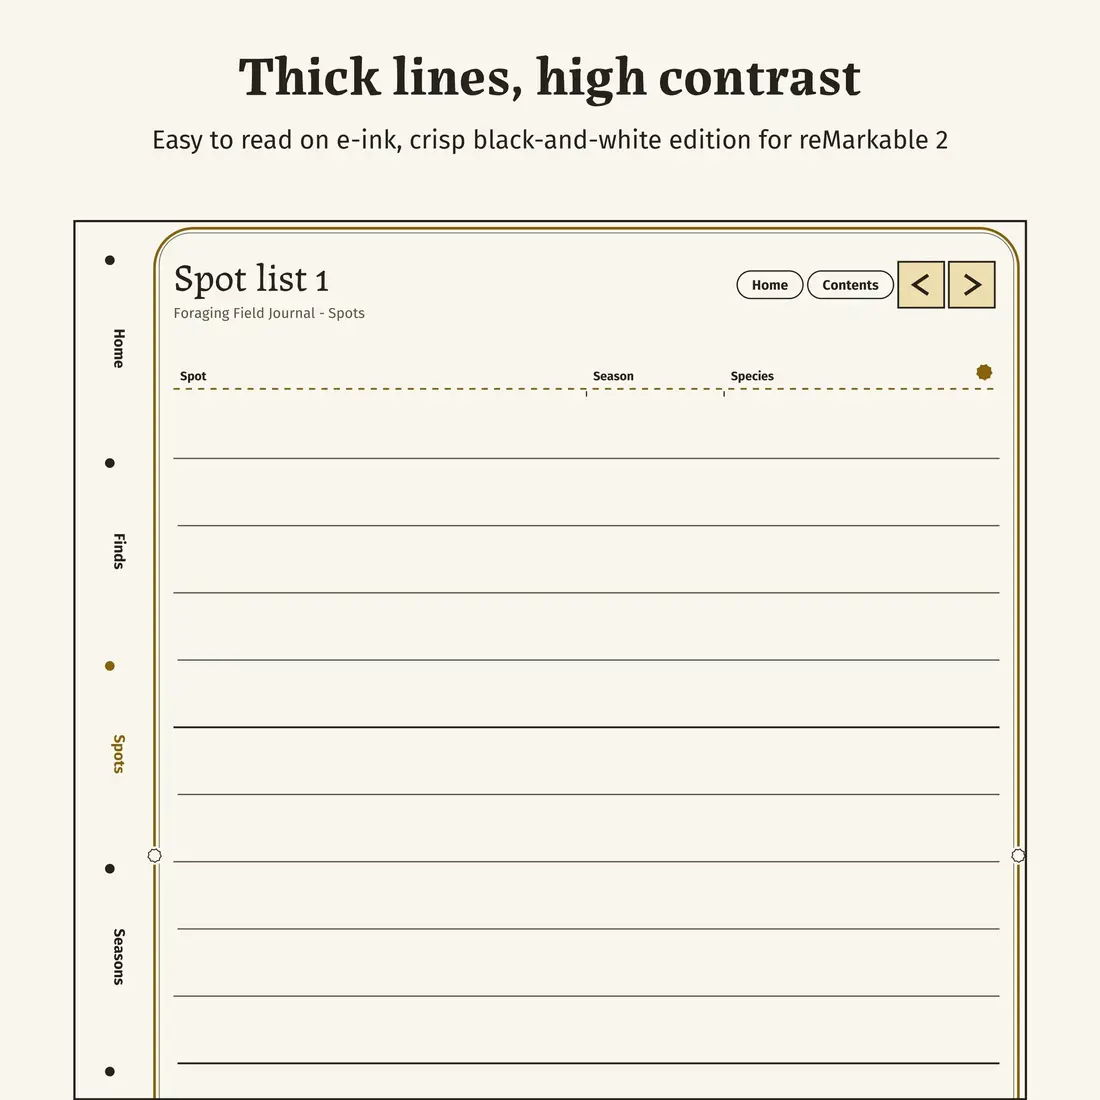 Thick lines, high contrast
Easy to read on e-ink, crisp black-and-white edition for reMarkable 2
Spot list 1
Foraging Field Journal - Spots
Home
Contents
<
>
Spot
Season
Species
Home
Finds
Spots
Seasons